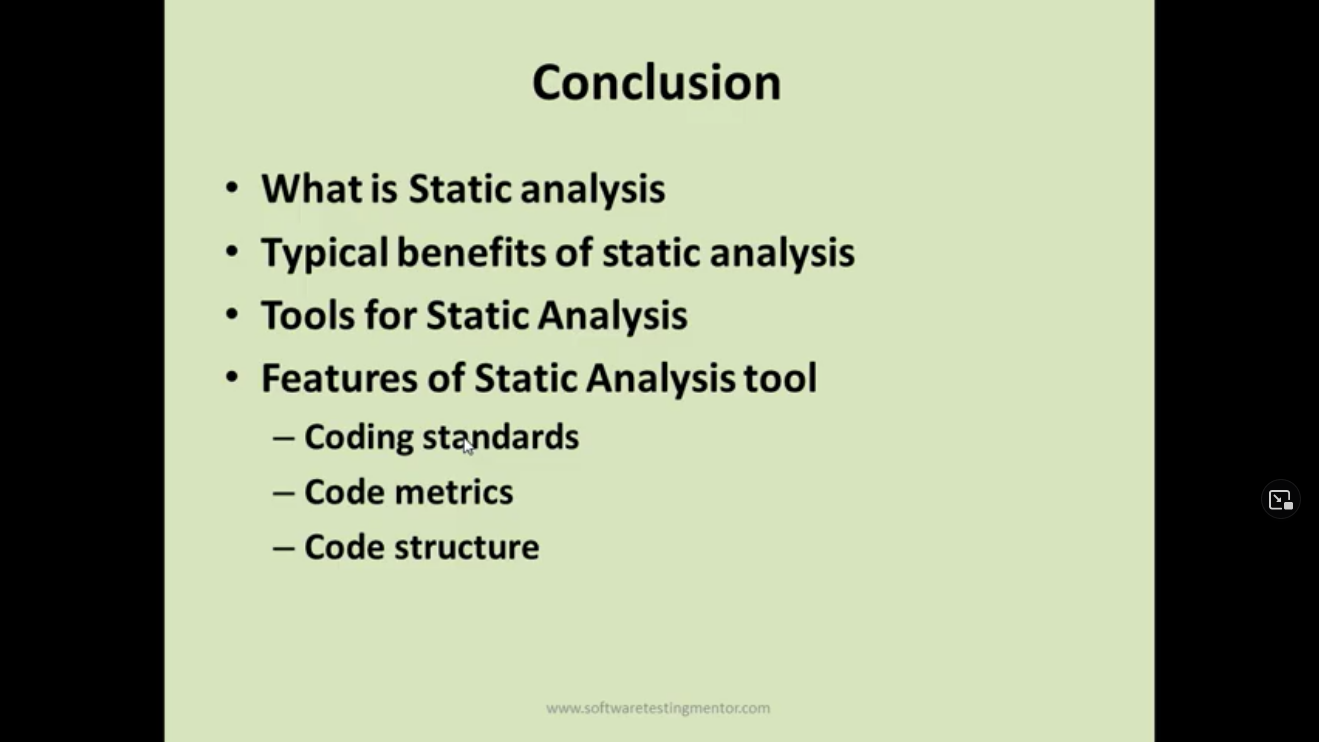 Conclusion
• What is Static analysis
• Typical benefits of static analysis
• Tools for Static Analysis
• Features of Static Analysis tool
– Coding standards
– Code metrics
– Code structure
www.softwaretestingmentor.com